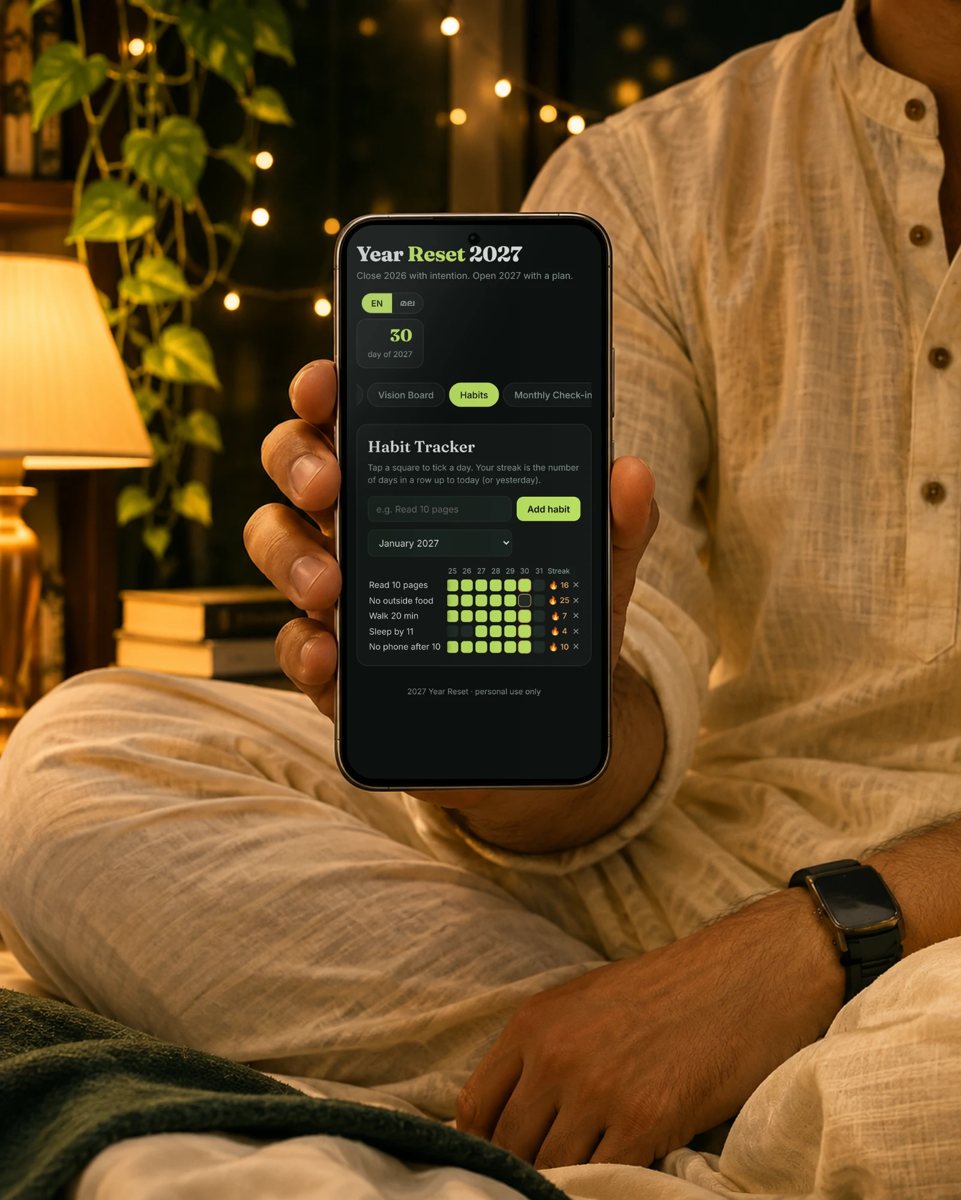 Year Reset 2027
Close 2026 with intention. Open 2027 with a plan.
EN മല
30
day of 2027
Vision Board Habits Monthly Check-in
Habit Tracker
Tap a square to tick a day. Your streak is the number
of days in a row up to today (or yesterday).
e.g. Read 10 pages Add habit
January 2027
25 26 27 28 29 30 31 Streak
Read 10 pages 🔥 16 ×
No outside food 🔥 25 ×
Walk 20 min 🔥 7 ×
Sleep by 11 🔥 4 ×
No phone after 10 🔥 10 ×
2027 Year Reset · personal use only